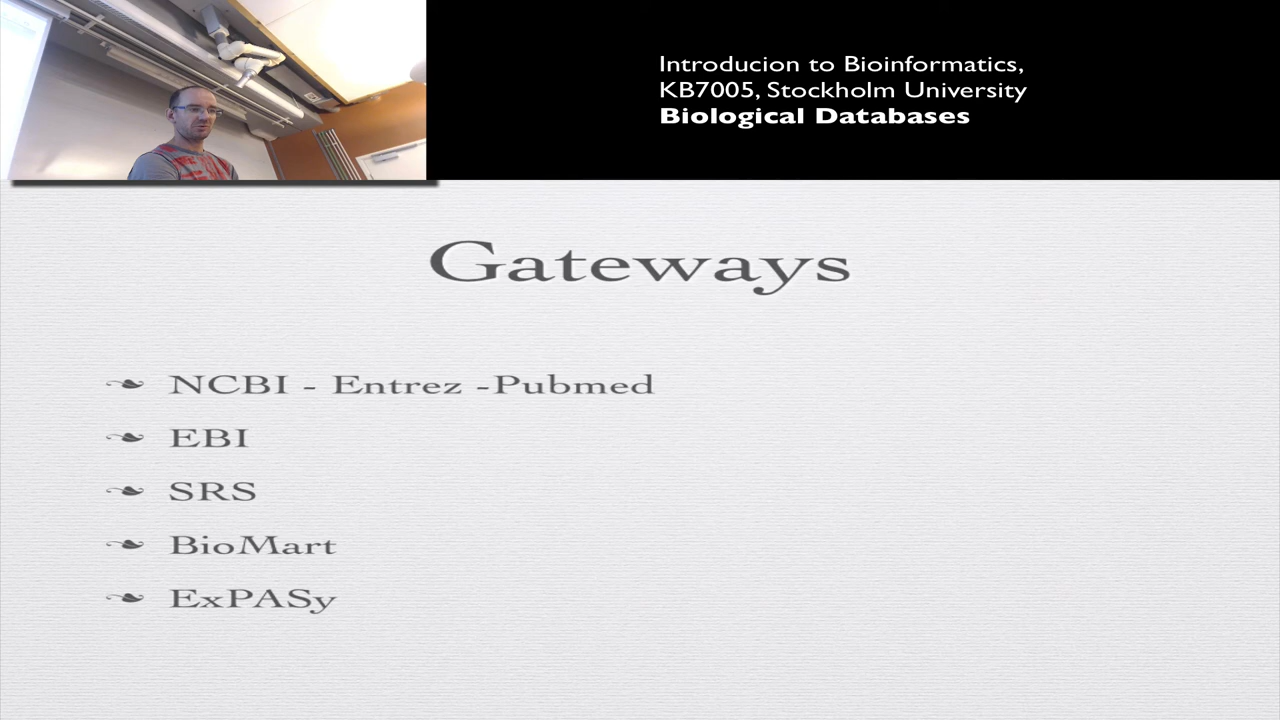 Introducion to Bioinformatics,
KB7005, Stockholm University
Biological Databases
Gateways
NCBI - Entrez -Pubmed
EBI
SRS
BioMart
ExPASy